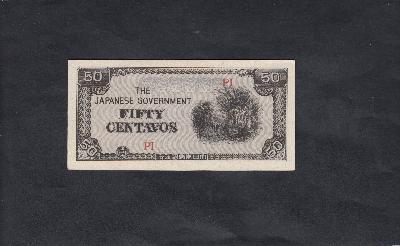 50 50
PI
THE
JAPANESE GOVERNMENT
FIFTY
CENTAVOS
PI
50 50